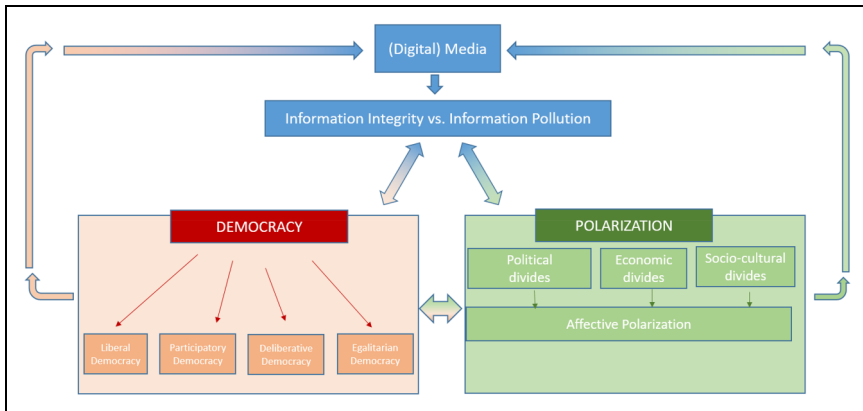 (Digital) Media
Information Integrity vs. Information Pollution
DEMOCRACY
Liberal
Democracy
Participatory
Democracy
Deliberative
Democracy
Egalitarian
Democracy
POLARIZATION
Political
divides
Economic
divides
Socio-cultural
divides
Affective Polarization